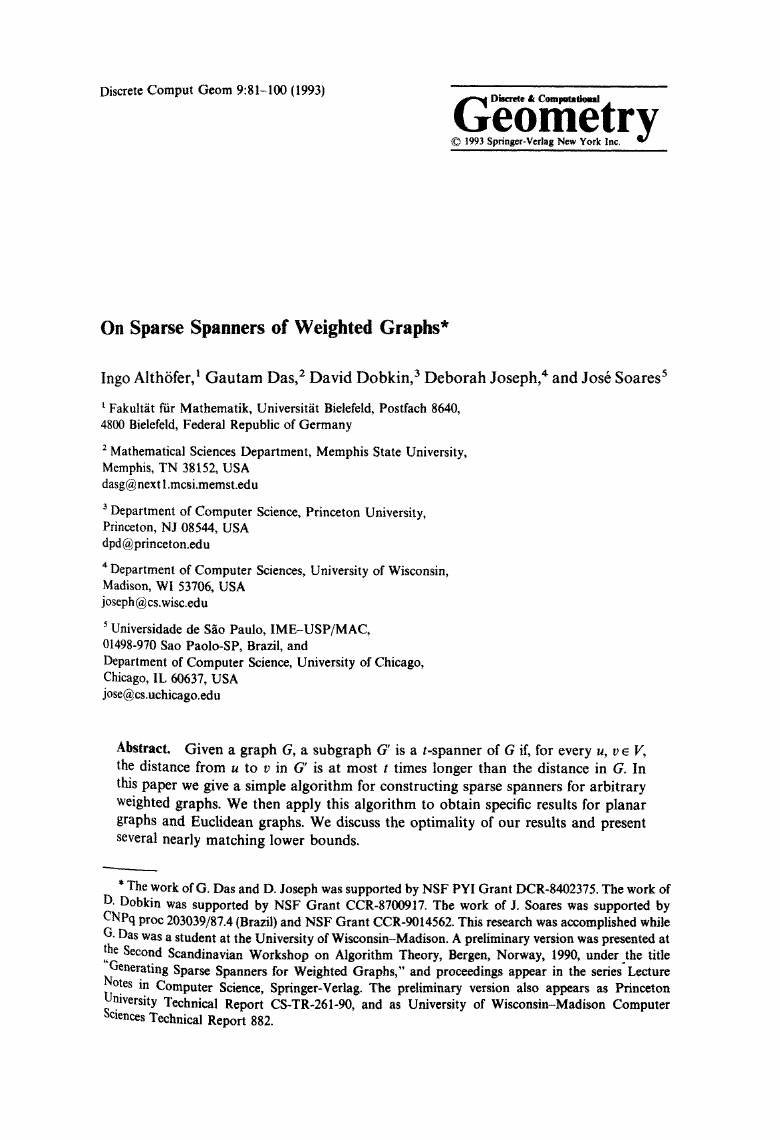 Discrete Comput Geom 9:81–100 (1993)
Discrete & Computational
Geometry
© 1993 Springer-Verlag New York Inc.
On Sparse Spanners of Weighted Graphs*
Ingo Althöfer,¹ Gautam Das,² David Dobkin,³ Deborah Joseph,⁴ and José Soares⁵
¹ Fakultät für Mathematik, Universität Bielefeld, Postfach 8640,
4800 Bielefeld, Federal Republic of Germany
² Mathematical Sciences Department, Memphis State University,
Memphis, TN 38152, USA
dasg@next1.mcsi.memst.edu
³ Department of Computer Science, Princeton University,
Princeton, NJ 08544, USA
dpd@princeton.edu
⁴ Department of Computer Sciences, University of Wisconsin,
Madison, WI 53706, USA
joseph@cs.wisc.edu
⁵ Universidade de São Paulo, IME–USP/MAC,
01498-970 Sao Paolo-SP, Brazil, and
Department of Computer Science, University of Chicago,
Chicago, IL 60637, USA
jose@cs.uchicago.edu
Abstract. Given a graph G, a subgraph G' is a t-spanner of G if, for every u, v ∈ V,
the distance from u to v in G' is at most t times longer than the distance in G. In
this paper we give a simple algorithm for constructing sparse spanners for arbitrary
weighted graphs. We then apply this algorithm to obtain specific results for planar
graphs and Euclidean graphs. We discuss the optimality of our results and present
several nearly matching lower bounds.
* The work of G. Das and D. Joseph was supported by NSF PYI Grant DCR-8402375. The work of
D. Dobkin was supported by NSF Grant CCR-8700917. The work of J. Soares was supported by
CNPq proc 203039/87.4 (Brazil) and NSF Grant CCR-9014562. This research was accomplished while
G. Das was a student at the University of Wisconsin–Madison. A preliminary version was presented at
the Second Scandinavian Workshop on Algorithm Theory, Bergen, Norway, 1990, under the title
"Generating Sparse Spanners for Weighted Graphs," and proceedings appear in the series Lecture
Notes in Computer Science, Springer-Verlag. The preliminary version also appears as Princeton
University Technical Report CS-TR-261-90, and as University of Wisconsin–Madison Computer
Sciences Technical Report 882.